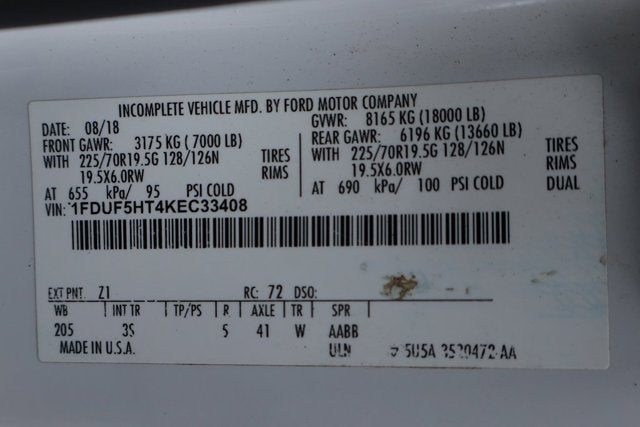 INCOMPLETE VEHICLE MFD. BY FORD MOTOR COMPANY
DATE: 08/18 GVWR: 8165 KG (18000 LB)
FRONT GAWR: 3175 KG (7000 LB) REAR GAWR: 6196 KG (13660 LB)
WITH 225/70R19.5G 128/126N TIRES WITH 225/70R19.5G 128/126N TIRES
19.5X6.0RW RIMS 19.5X6.0RW RIMS
AT 655 kPa/ 95 PSI COLD AT 690 kPa/ 100 PSI COLD DUAL
VIN: 1FDUF5HT4KEC33408
EXT PNT: Z1 RC: 72 DSO:
WB INT TR TP/PS R AXLE TR SPR
205 3S 5 41 W AABB
MADE IN U.S.A. ULN